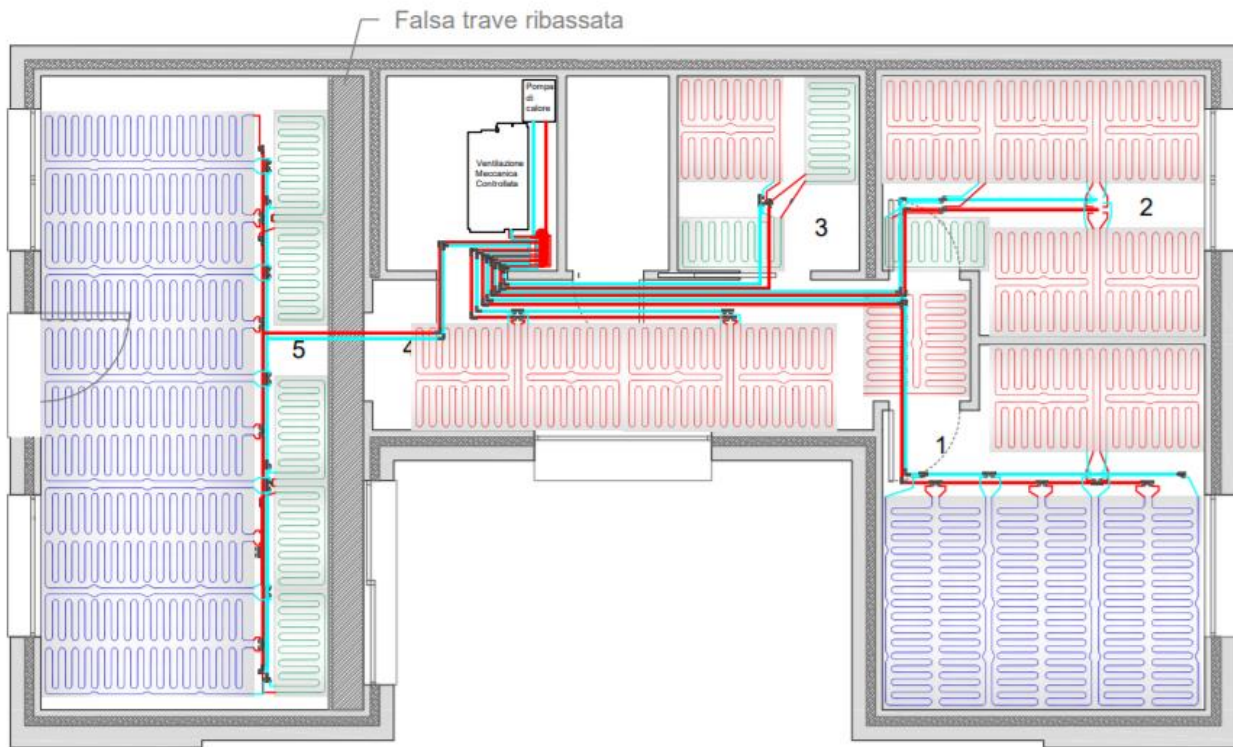 Falsa trave ribassata
Pompa
di
calore
Ventilazione
Meccanica
Controllata
3
2
5
4
1